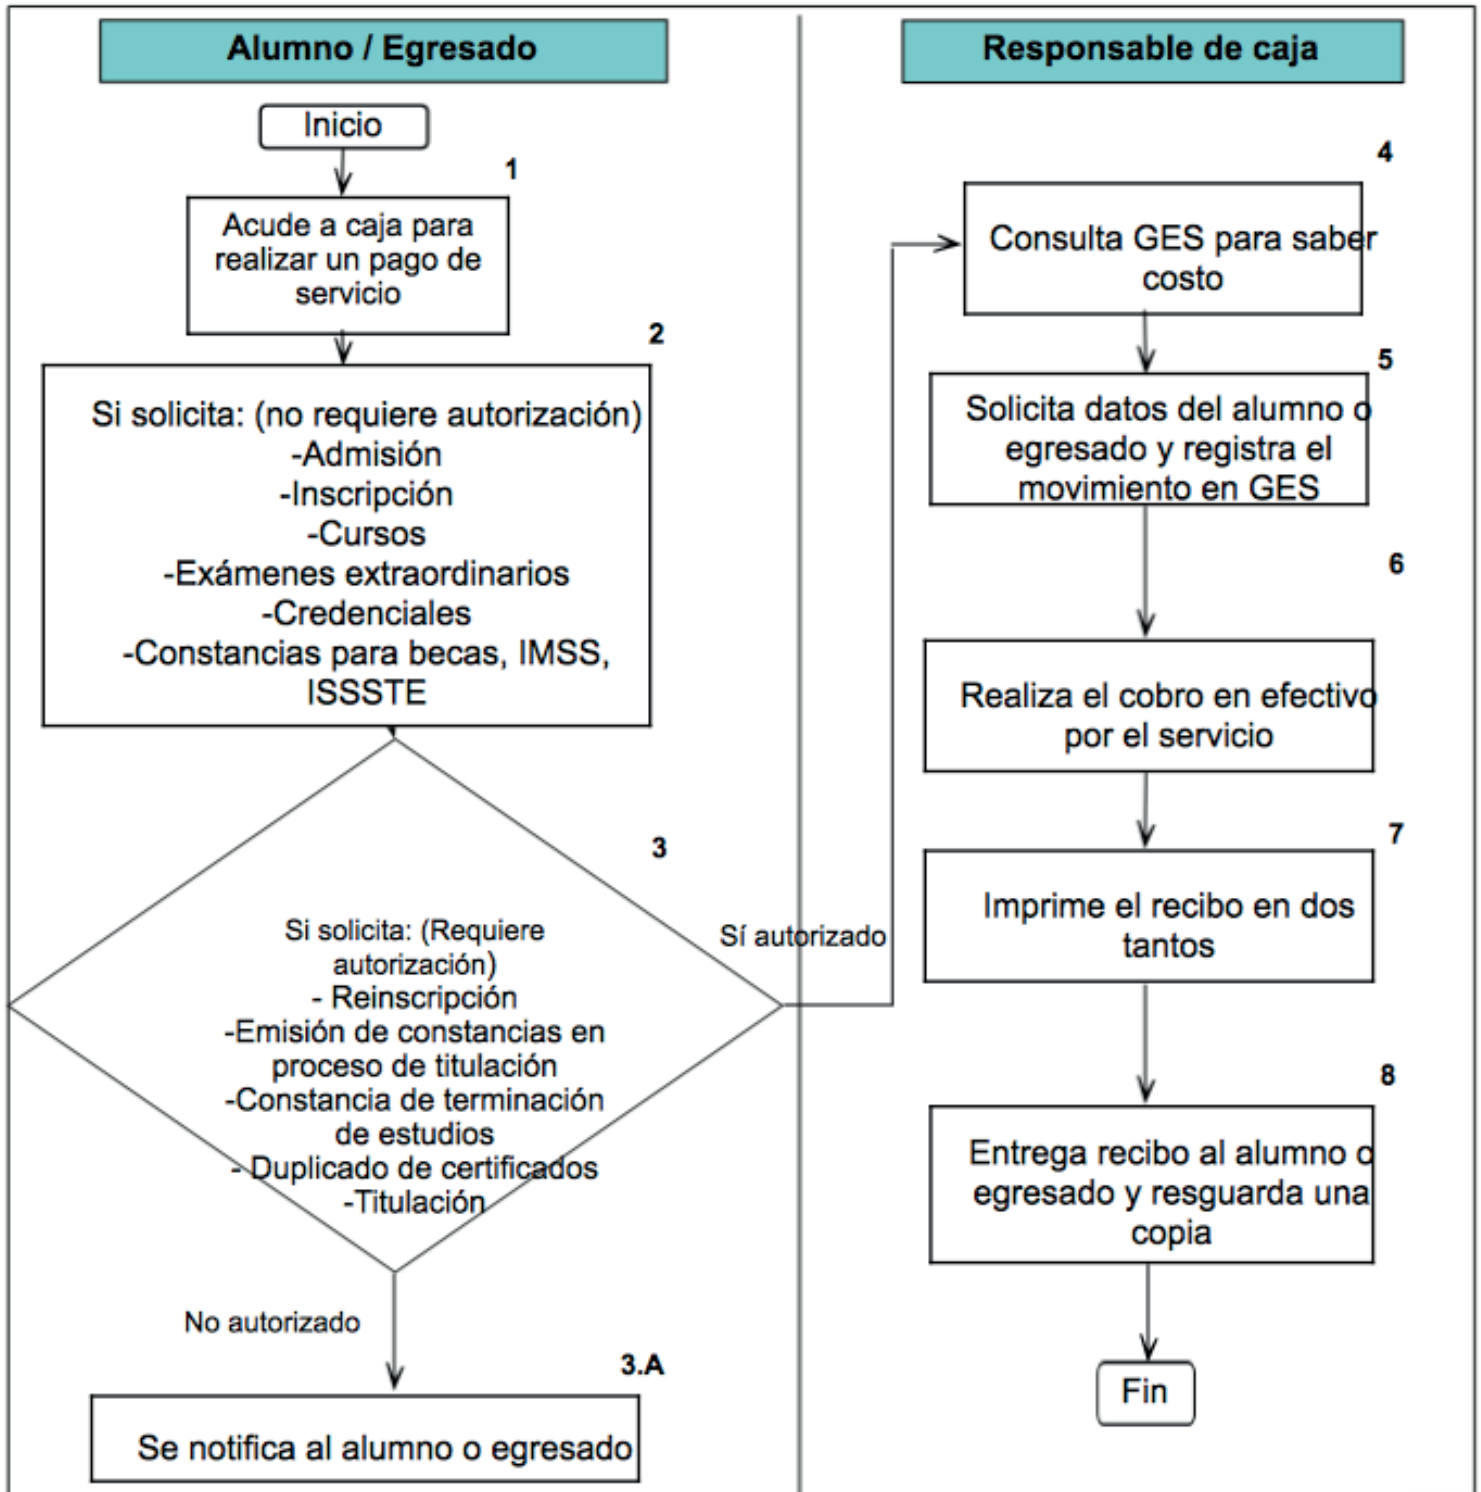 Alumno / Egresado
Inicio
1
Acude a caja para
realizar un pago de
servicio
2
Si solicita: (no requiere autorización)
-Admisión
-Inscripción
-Cursos
-Exámenes extraordinarios
-Credenciales
-Constancias para becas, IMSS,
ISSSTE
3
Si solicita: (Requiere
autorización)
- Reinscripción
-Emisión de constancias en
proceso de titulación
-Constancia de terminación
de estudios
- Duplicado de certificados
-Titulación
Sí autorizado
No autorizado
3.A
Se notifica al alumno o egresado
Responsable de caja
4
Consulta GES para saber
costo
5
Solicita datos del alumno o
egresado y registra el
movimiento en GES
6
Realiza el cobro en efectivo
por el servicio
7
Imprime el recibo en dos
tantos
8
Entrega recibo al alumno o
egresado y resguarda una
copia
Fin